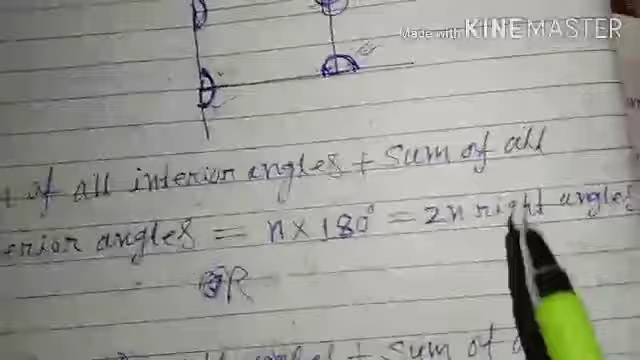 Made with KINEMASTER
of All interior angles + Sum of all
erior angles = n × 180° = 2n right angles
OR
+ Sum of